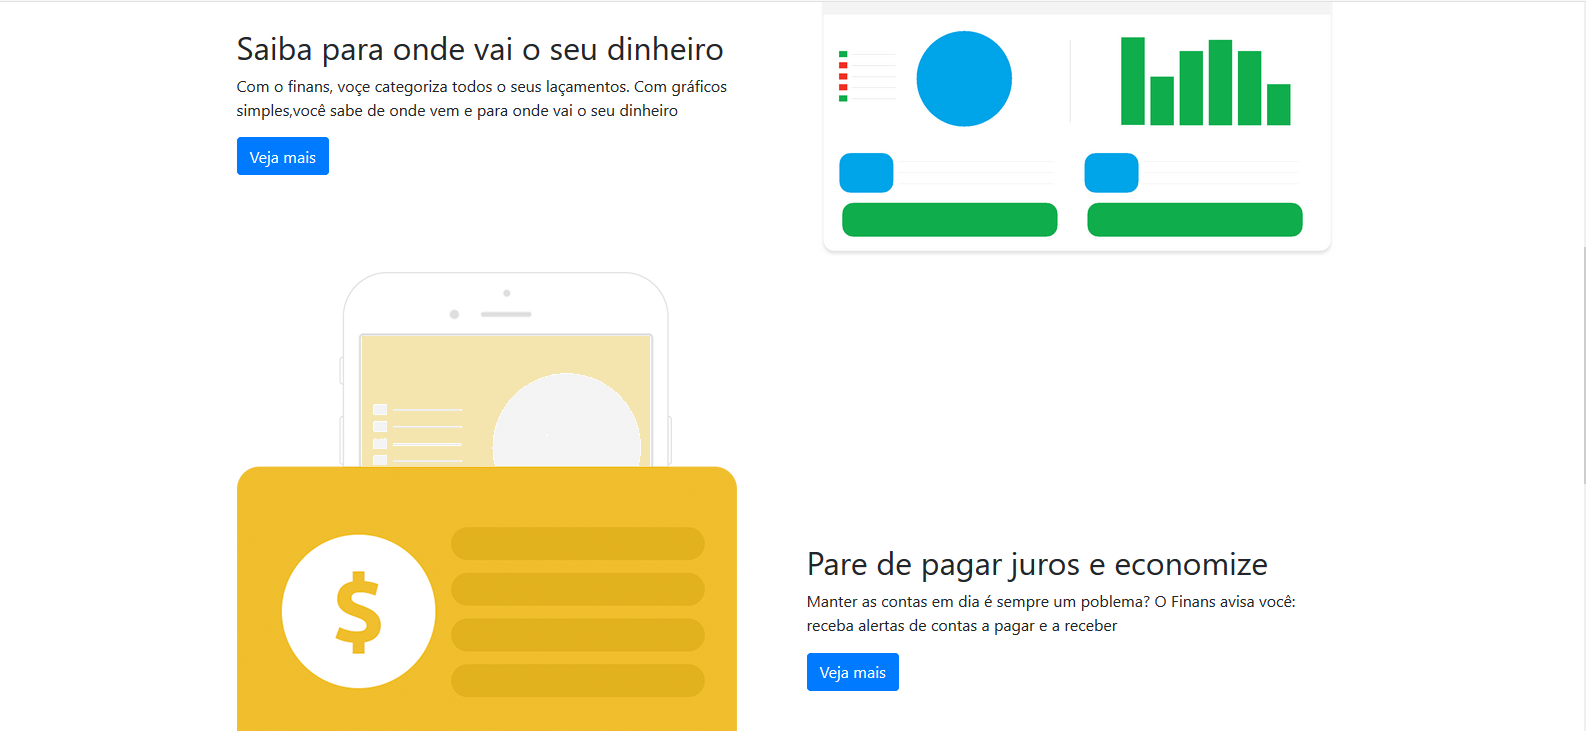 Saiba para onde vai o seu dinheiro
Com o finans, voçe categoriza todos o seus laçamentos. Com gráficos
simples,você sabe de onde vem e para onde vai o seu dinheiro
Veja mais
$
Pare de pagar juros e economize
Manter as contas em dia é sempre um poblema? O Finans avisa você:
receba alertas de contas a pagar e a receber
Veja mais